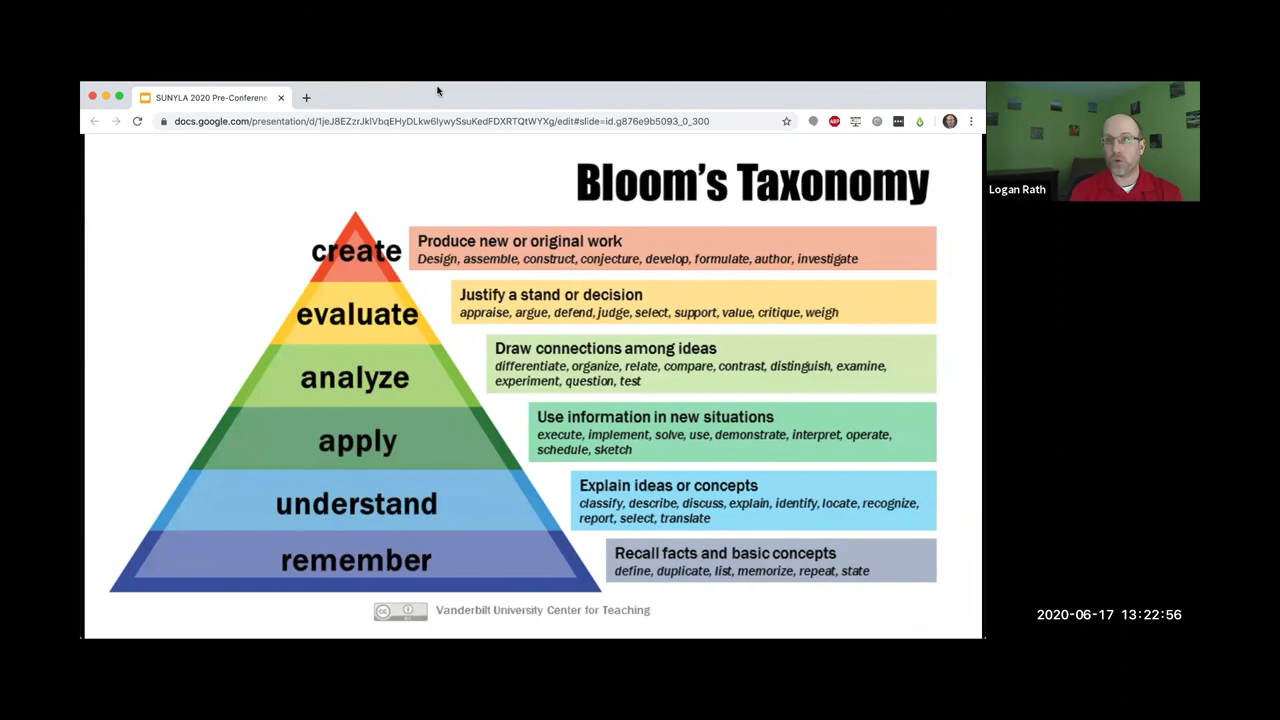 SUNYLA 2020 Pre-Conferenc
docs.google.com/presentation/d/1jeJ8EZzrJklVbqEHyDLkw6lywySsuKedFDXRTQtWYXg/edit#slide=id.g876e9b5093_0_300
ABP
Logan Rath
Bloom's Taxonomy
create
Produce new or original work
Design, assemble, construct, conjecture, develop, formulate, author, investigate
evaluate
Justify a stand or decision
appraise, argue, defend, judge, select, support, value, critique, weigh
analyze
Draw connections among ideas
differentiate, organize, relate, compare, contrast, distinguish, examine,
experiment, question, test
apply
Use information in new situations
execute, implement, solve, use, demonstrate, interpret, operate,
schedule, sketch
understand
Explain ideas or concepts
classify, describe, discuss, explain, identify, locate, recognize,
report, select, translate
remember
Recall facts and basic concepts
define, duplicate, list, memorize, repeat, state
cc
Vanderbilt University Center for Teaching
2020-06-17 13:22:56